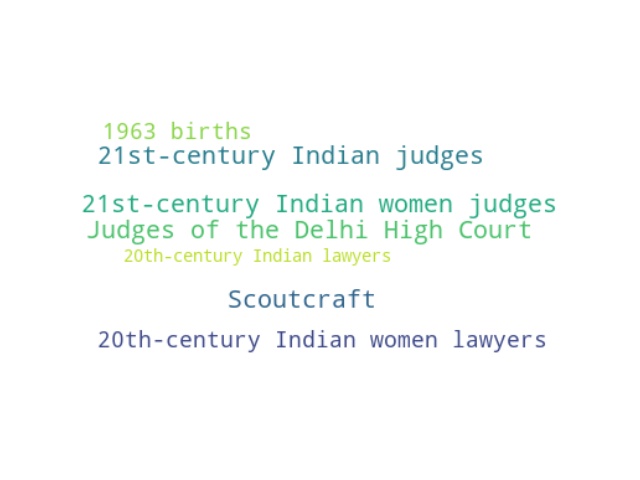 1963 births
21st-century Indian judges
21st-century Indian women judges
Judges of the Delhi High Court
20th-century Indian lawyers
Scoutcraft
20th-century Indian women lawyers